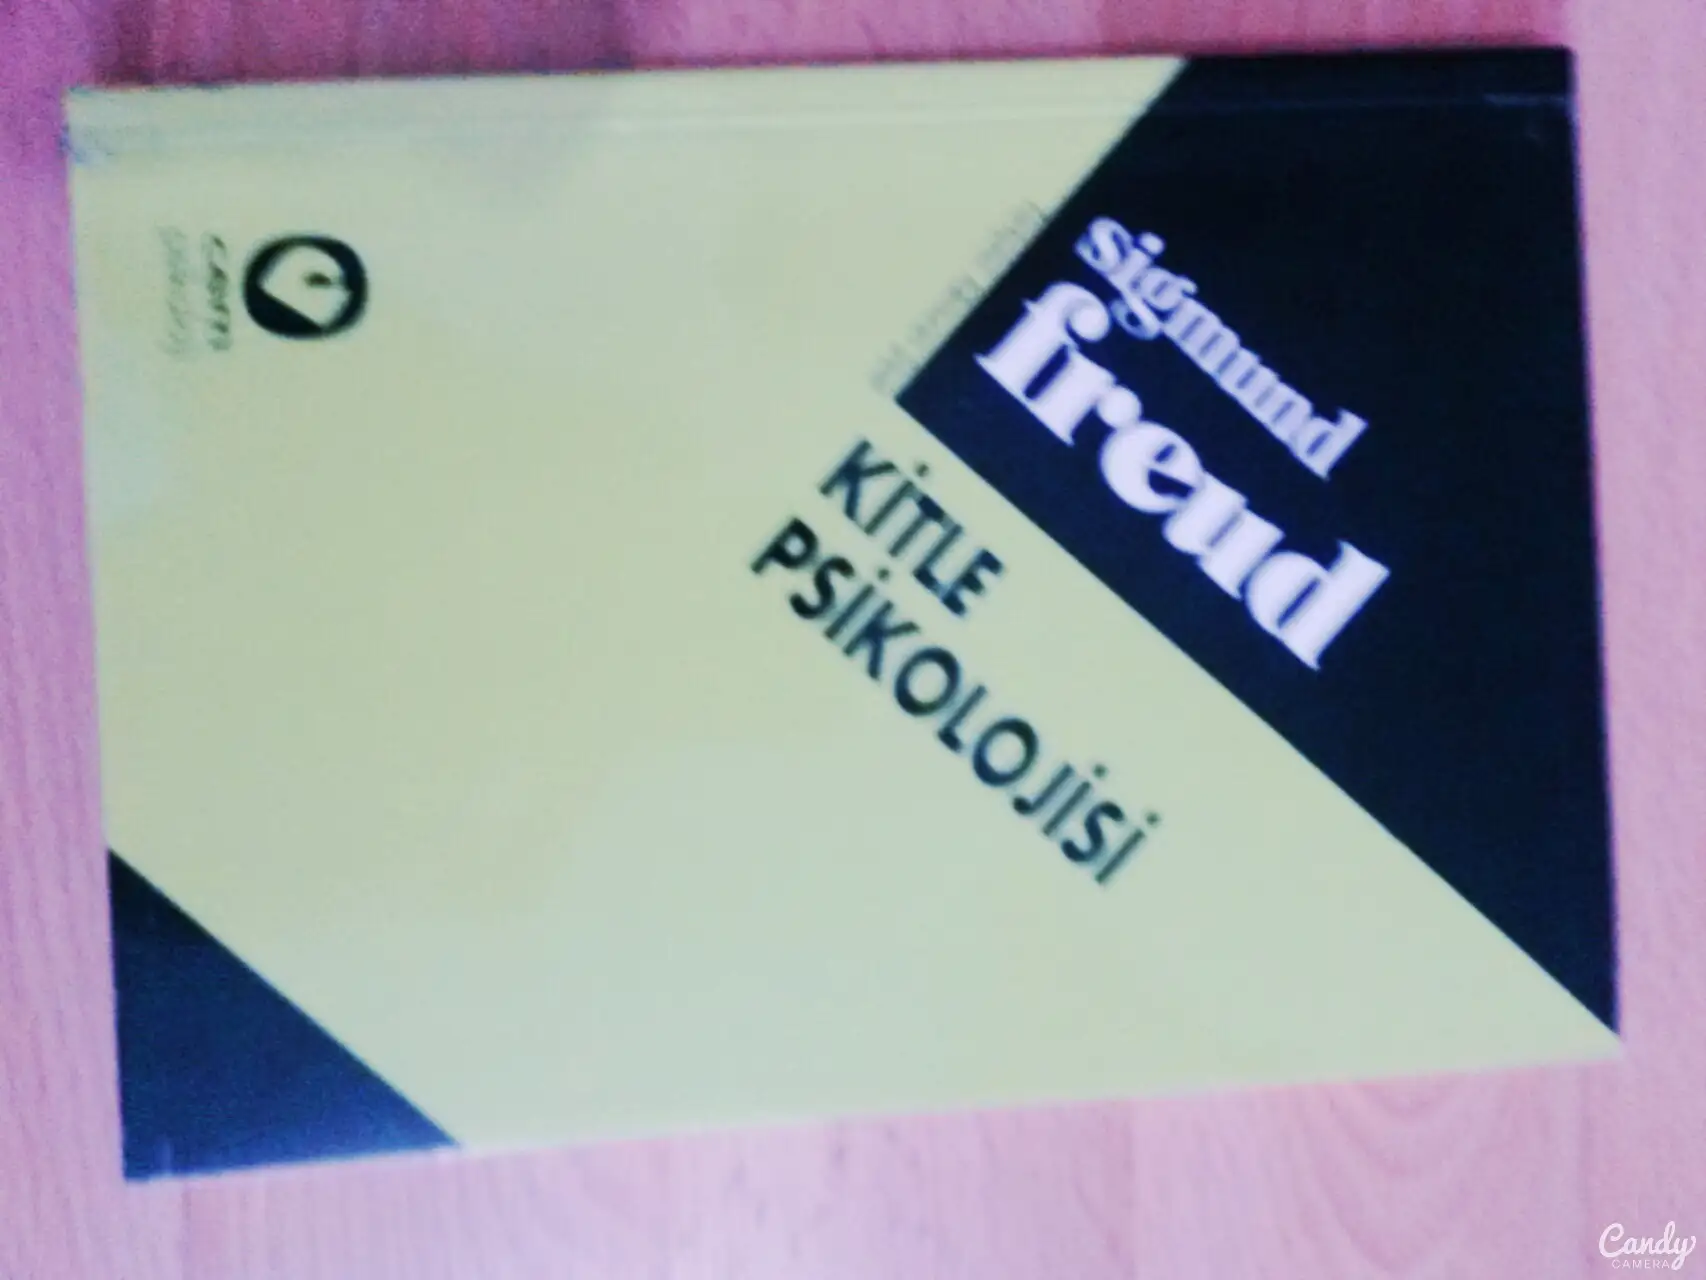 sigmund
freud
KİTLE
PSİKOLOJİSİ
Candy
CAMERA